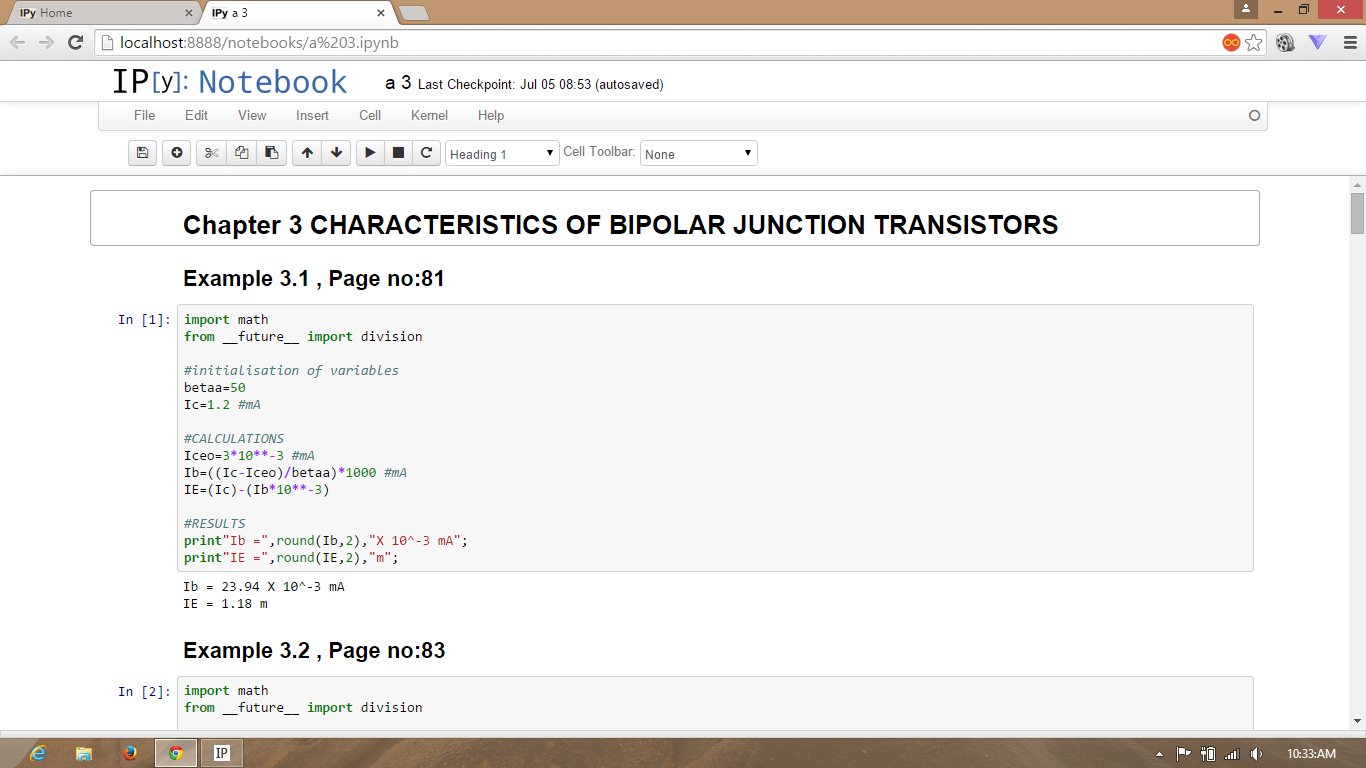 IPy Home
IPy a 3
localhost:8888/notebooks/a%203.ipynb
IP[y]: Notebook
a 3 Last Checkpoint: Jul 05 08:53 (autosaved)
File Edit View Insert Cell Kernel Help
Heading 1 Cell Toolbar: None
Chapter 3 CHARACTERISTICS OF BIPOLAR JUNCTION TRANSISTORS
Example 3.1 , Page no:81
In [1]: import math
from __future__ import division
#initialisation of variables
betaa=50
Ic=1.2 #mA
#CALCULATIONS
Iceo=3*10**-3 #mA
Ib=((Ic-Iceo)/betaa)*1000 #mA
IE=(Ic)-(Ib*10**-3)
#RESULTS
print"Ib =",round(Ib,2),"X 10^-3 mA";
print"IE =",round(IE,2),"m";
Ib = 23.94 X 10^-3 mA
IE = 1.18 m
Example 3.2 , Page no:83
In [2]: import math
from __future__ import division
IP
10:33:AM